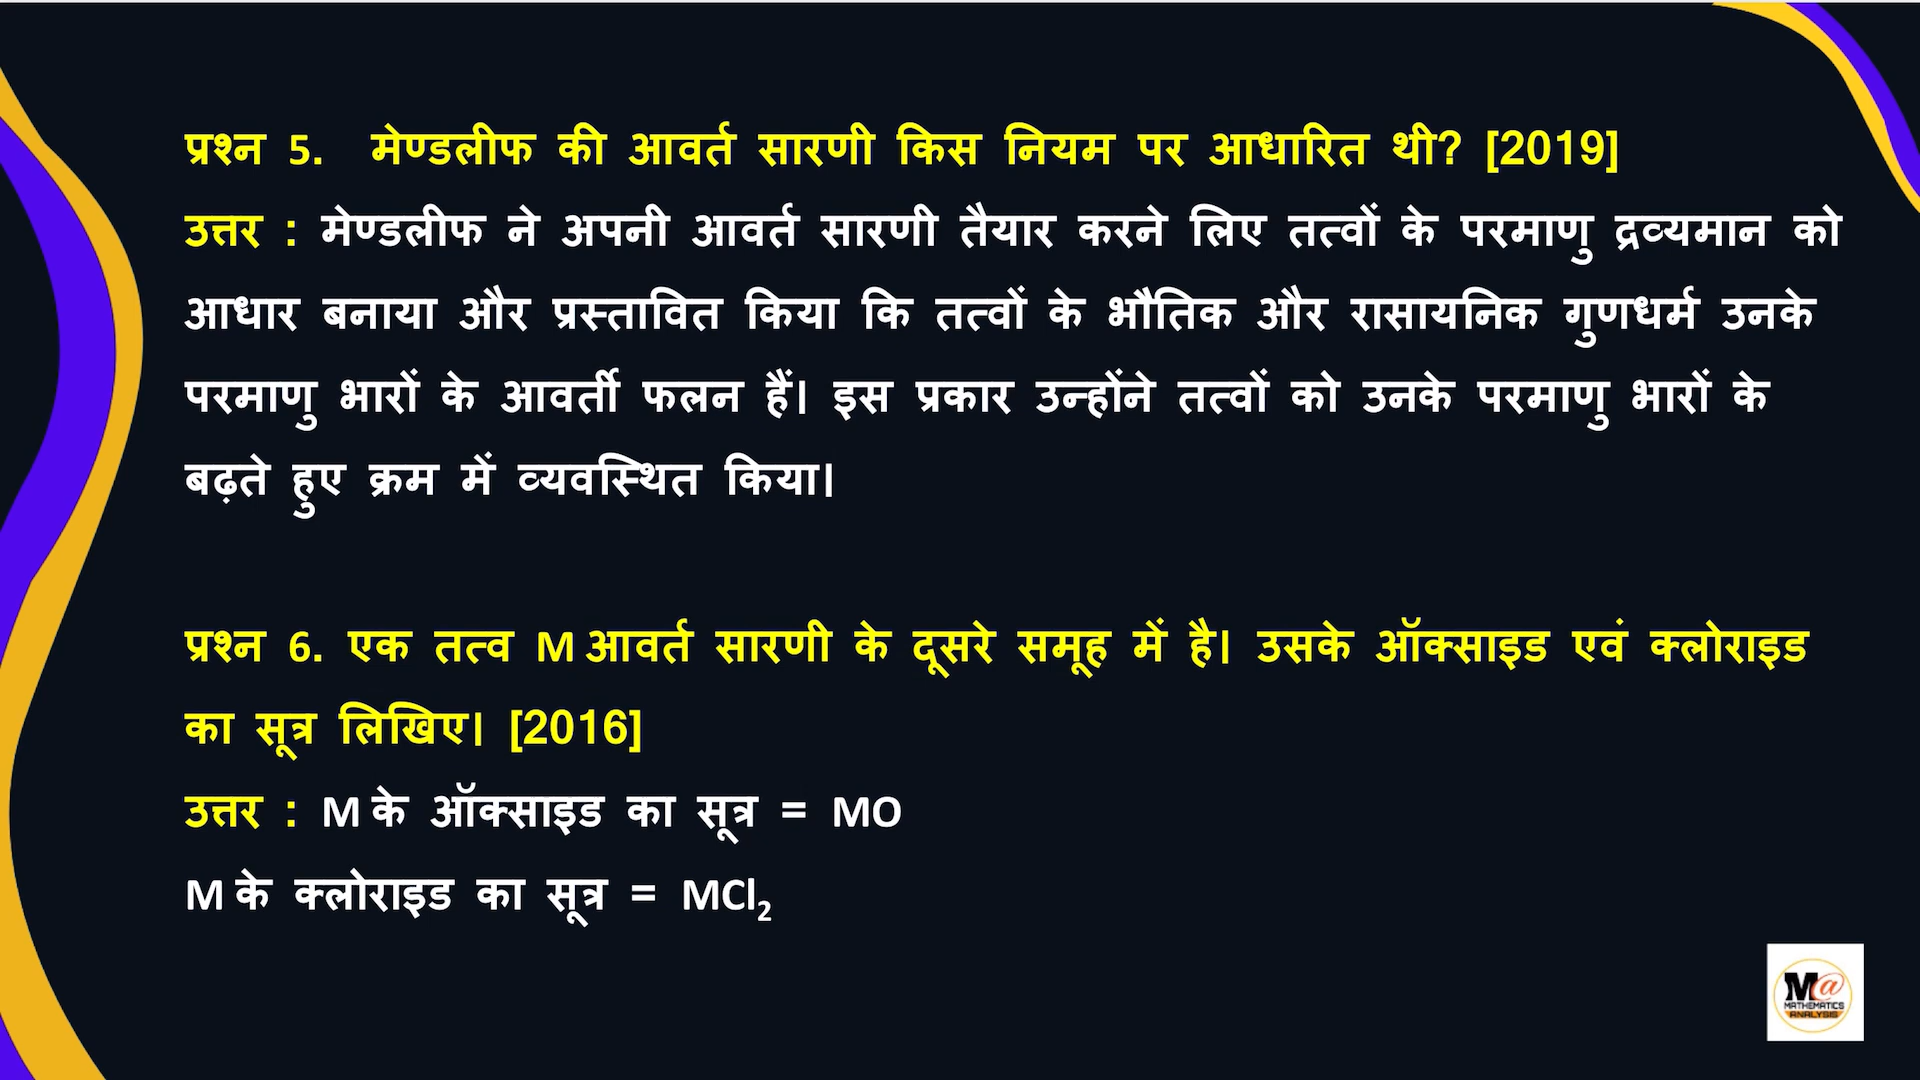 प्रश्न 5. मेण्डलीफ की आवर्त सारणी किस नियम पर आधारित थी? [2019]
उत्तर : मेण्डलीफ ने अपनी आवर्त सारणी तैयार करने लिए तत्वों के परमाणु द्रव्यमान को
आधार बनाया और प्रस्तावित किया कि तत्वों के भौतिक और रासायनिक गुणधर्म उनके
परमाणु भारों के आवर्ती फलन हैं। इस प्रकार उन्होंने तत्वों को उनके परमाणु भारों के
बढ़ते हुए क्रम में व्यवस्थित किया।
प्रश्न 6. एक तत्व M आवर्त सारणी के दूसरे समूह में है। उसके ऑक्साइड एवं क्लोराइड
का सूत्र लिखिए। [2016]
उत्तर : M के ऑक्साइड का सूत्र = MO
M के क्लोराइड का सूत्र = MCl₂
M@
MATHEMATICS
ANALYSIS